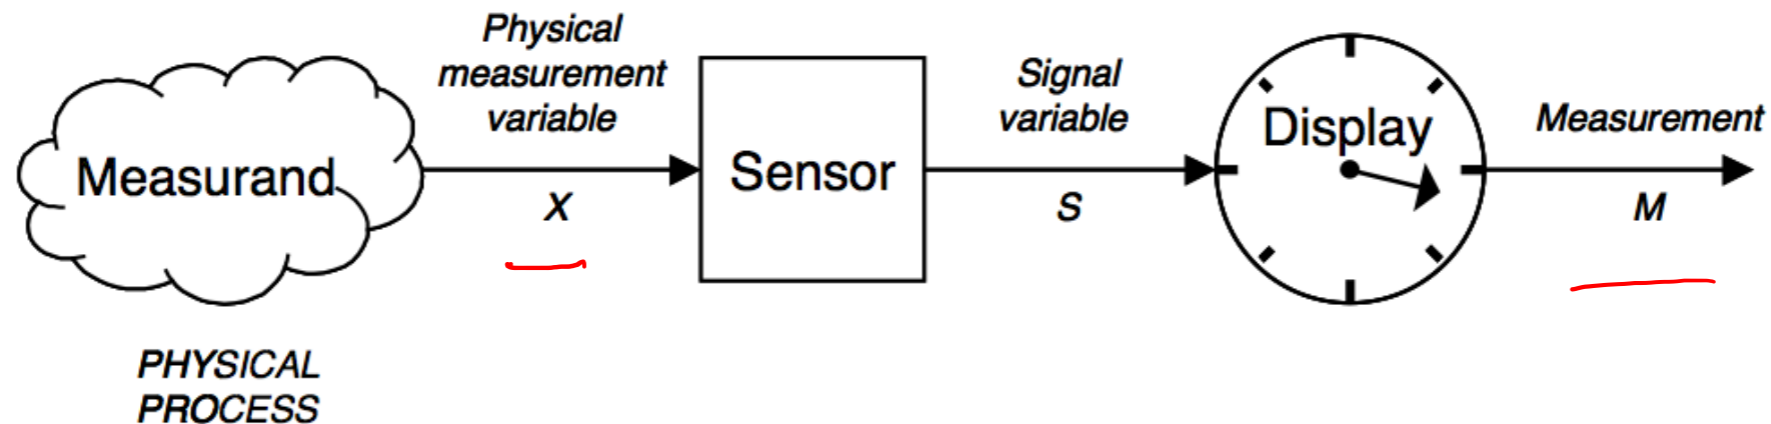 Physical
measurement
variable
Measurand
X
PHYSICAL
PROCESS
Sensor
Signal
variable
S
Display
Measurement
M